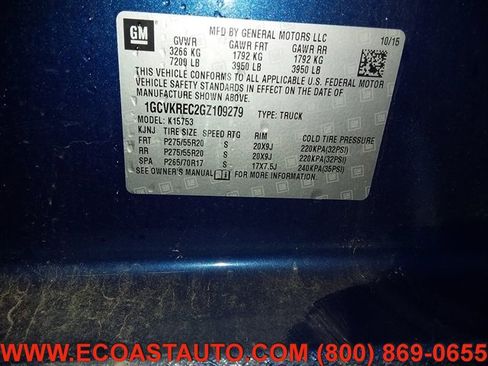 GM
MFD BY GENERAL MOTORS LLC
10/15
GVWR GAWR FRT GAWR RR
3266 KG 1792 KG 1792 KG
7200 LB 3950 LB 3950 LB
THIS VEHICLE CONFORMS TO ALL APPLICABLE U.S. FEDERAL MOTOR
VEHICLE SAFETY STANDARDS IN EFFECT ON THE DATE OF
MANUFACTURE SHOWN ABOVE.
1GCVKREC2GZ109279 TYPE: TRUCK
MODEL: K15753
KJNJ TIRE SIZE SPEED RTG RIM COLD TIRE PRESSURE
FRT P275/55R20 S 20X9J 220KPA(32PSI)
RR P275/55R20 S 20X9J 220KPA(32PSI)
SPA P265/70R17 S 17X7.5J 240KPA(35PSI)
SEE OWNER'S MANUAL FOR MORE INFORMATION.
WWW.ECOASTAUTO.COM (800) 869-0655